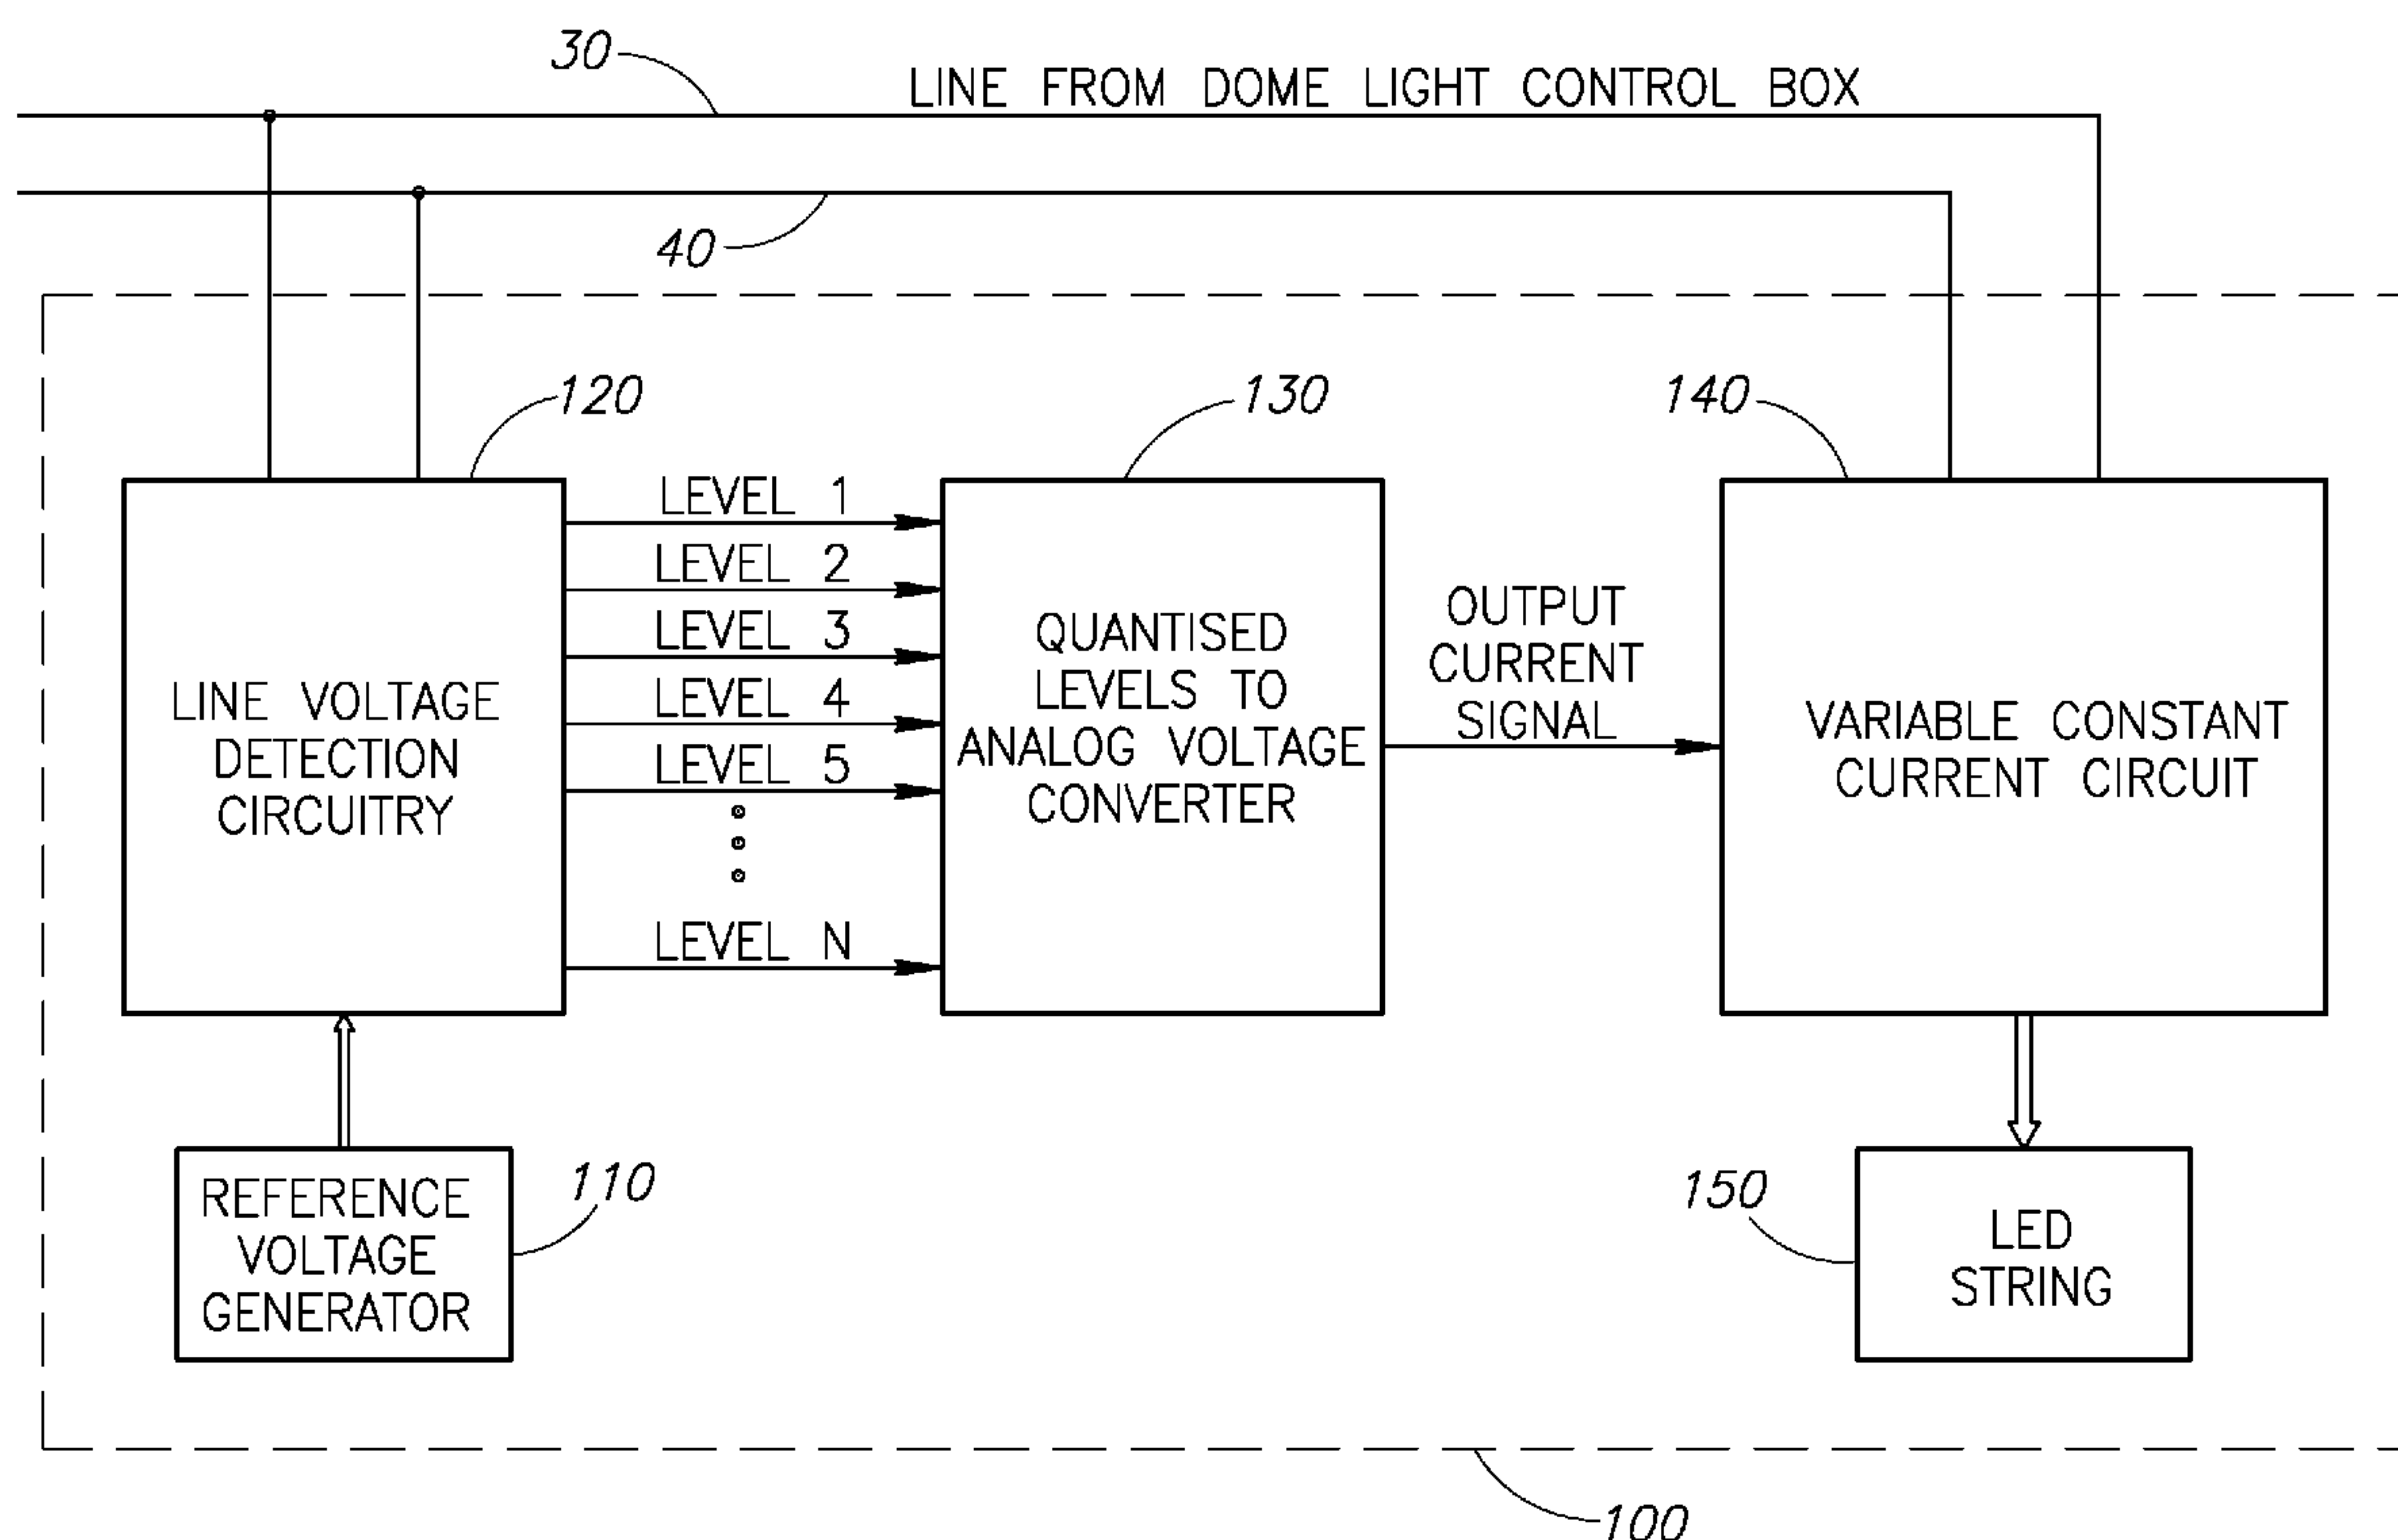 30
LINE FROM DOME LIGHT CONTROL BOX
40
120
130
140
LEVEL 1
LEVEL 2
LEVEL 3
LEVEL 4
LEVEL 5
LEVEL N
LINE VOLTAGE
DETECTION
CIRCUITRY
QUANTISED
LEVELS TO
ANALOG VOLTAGE
CONVERTER
OUTPUT
CURRENT
SIGNAL
VARIABLE CONSTANT
CURRENT CIRCUIT
REFERENCE
VOLTAGE
GENERATOR
110
150
LED
STRING
100